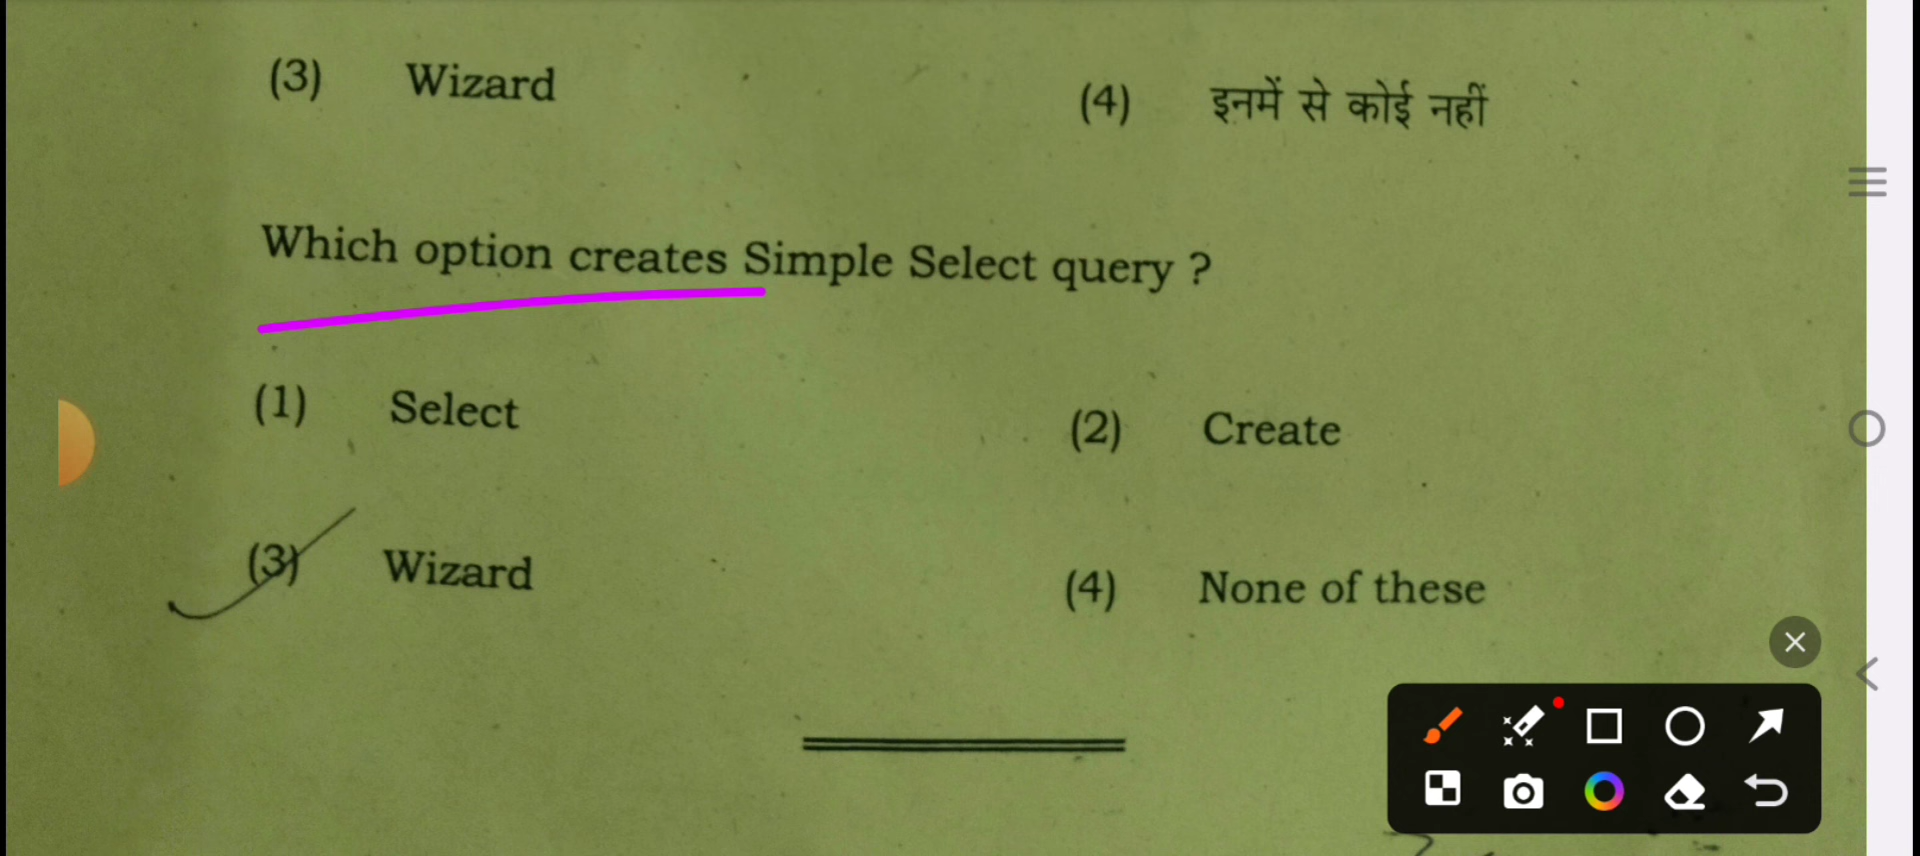 (3) Wizard (4) इनमें से कोई नहीं
Which option creates Simple Select query ?
(1) Select (2) Create
(3) Wizard (4) None of these